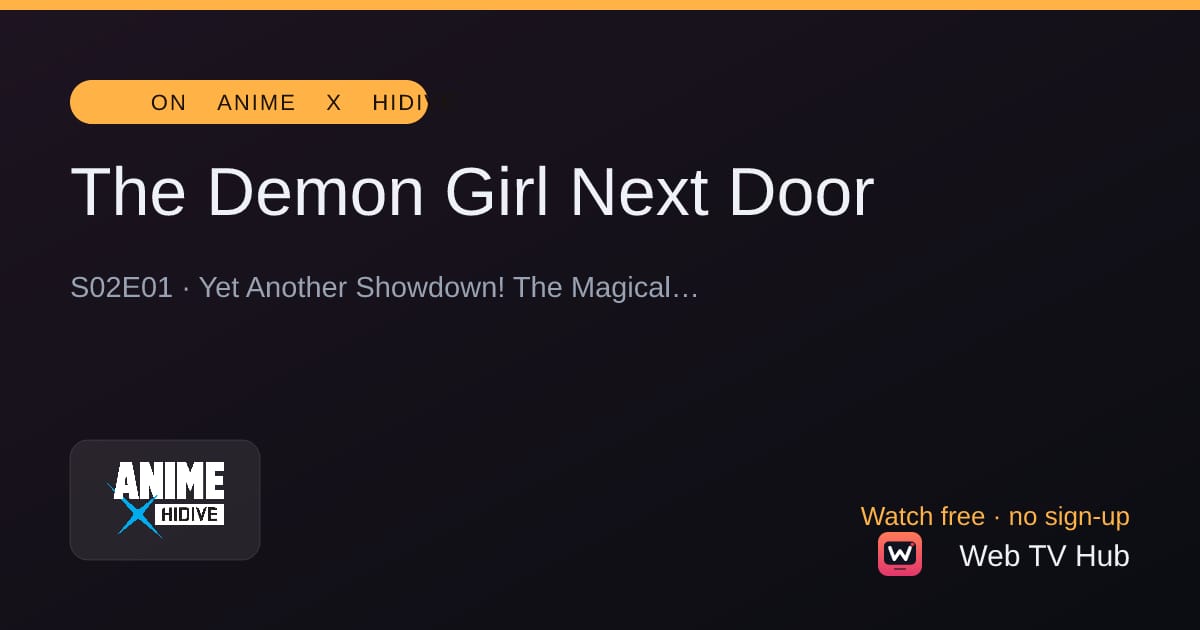 ON ANIME X HIDIVE
The Demon Girl Next Door
S02E01 · Yet Another Showdown! The Magical…
ANIME
X HIDIVE
Watch free · no sign-up
W
Web TV Hub